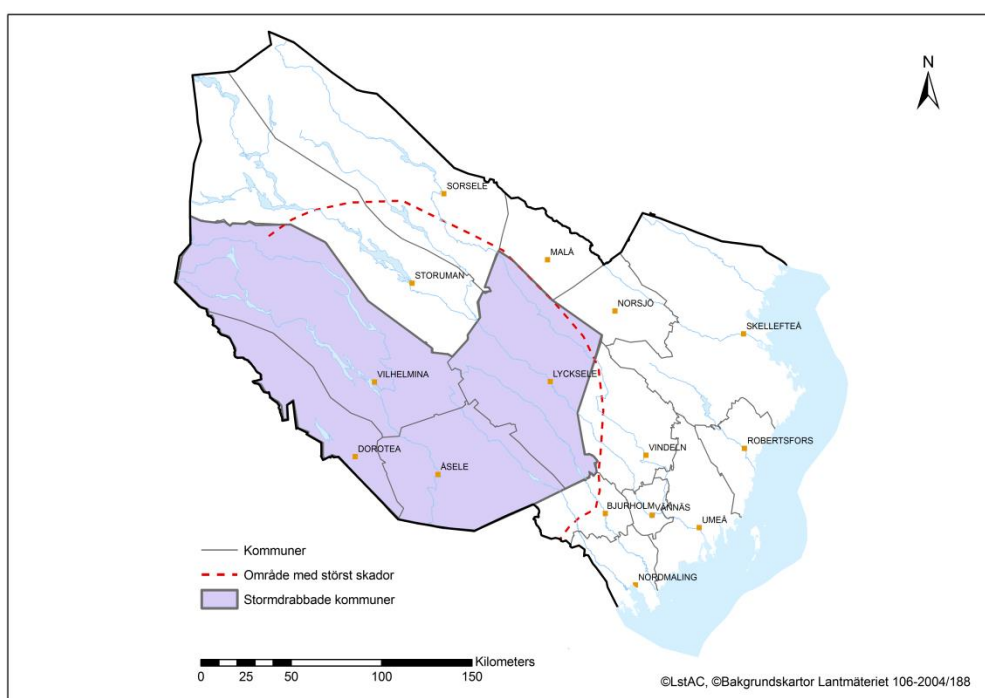 N
SORSELE
MALÅ
STORUMAN
NORSJÖ
SKELLEFTEÅ
VILHELMINA
LYCKSELE
DOROTEA
ÅSELE
VINDELN
ROBERTSFORS
BJURHOLM
VÄNNÄS
UMEÅ
NORDMALING
Kommuner
Område med störst skador
Stormdrabbade kommuner
Kilometers
0 25 50 100 150
©LstAC, ©Bakgrundskartor Lantmäteriet 106-2004/188